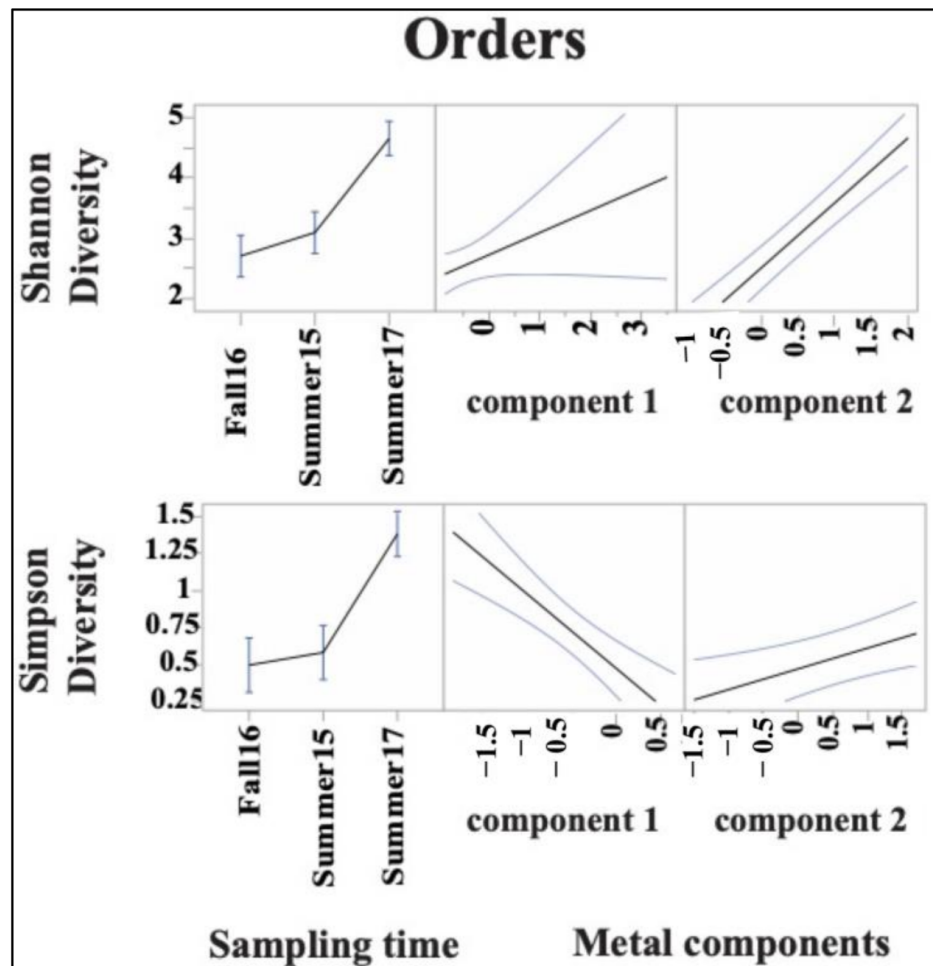 Orders
Shannon
Diversity
5
4
3
2
Fall16
Summer15
Summer17
0
1
2
3
component 1
−1
−0.5
0
0.5
1
1.5
2
component 2
Simpson
Diversity
1.5
1.25
1
0.75
0.5
0.25
Fall16
Summer15
Summer17
−1.5
−1
−0.5
0
0.5
component 1
−1.5
−1
−0.5
0
0.5
1
1.5
component 2
Sampling time
Metal components